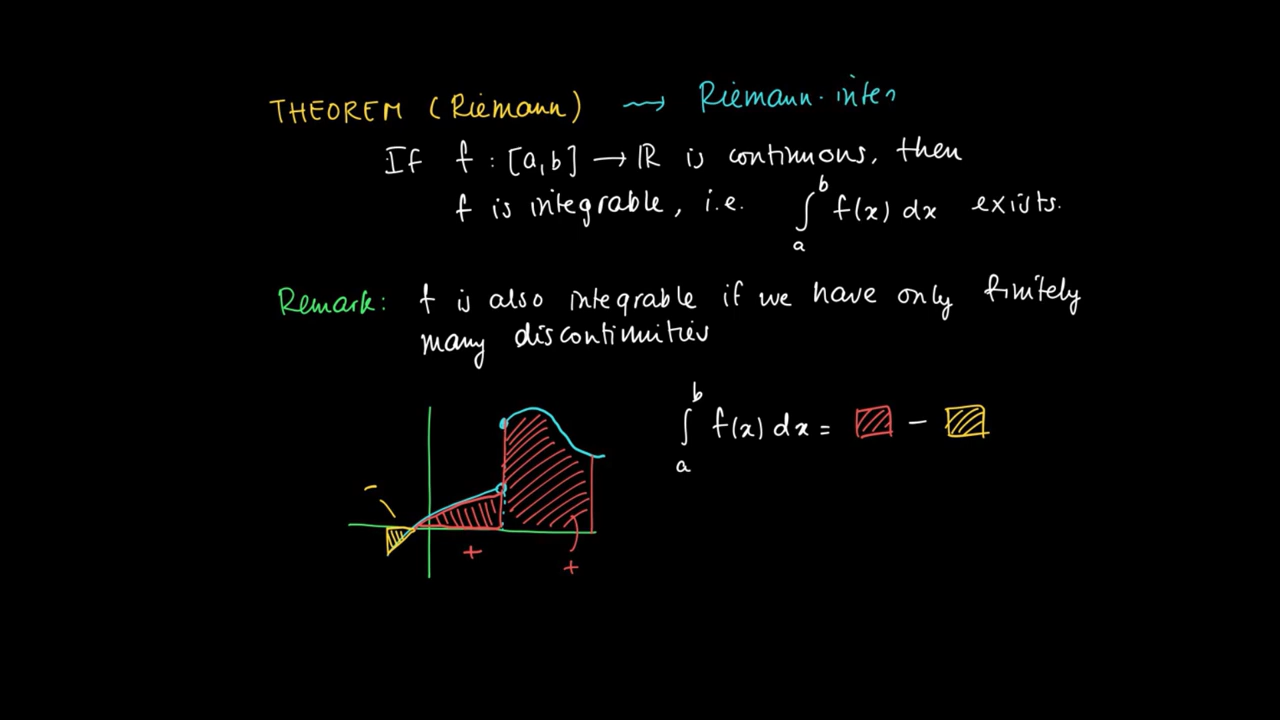 THEOREM (Riemann) ⟿ Riemann-inte
If f : [a,b] → ℝ is continuous, then
f is integrable, i.e. ∫_a^b f(x) dx exists.
Remark: f is also integrable if we have only finitely
many discontinuities
∫_a^b f(x) dx = ▨ − ▨
−
+
+